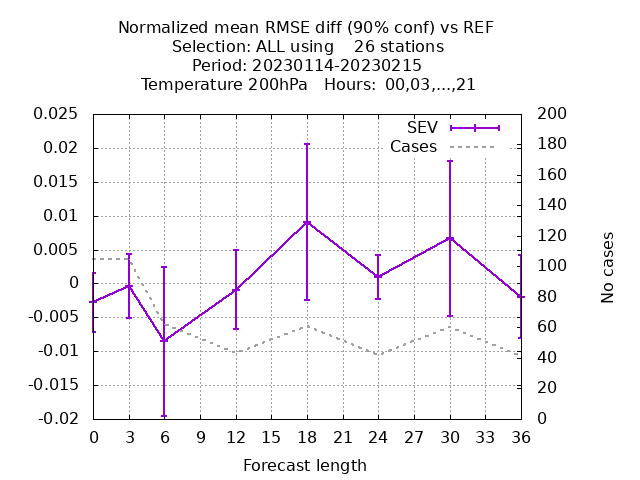 Normalized mean RMSE diff (90% conf) vs REF
Selection: ALL using    26 stations
Period: 20230114-20230215
Temperature 200hPa   Hours: 00,03,...,21
SEV
Cases
0.025
0.02
0.015
0.01
0.005
0
-0.005
-0.01
-0.015
-0.02
200
180
160
140
120
100
80
60
40
20
0
No cases
0 3 6 9 12 15 18 21 24 27 30 33 36
Forecast length